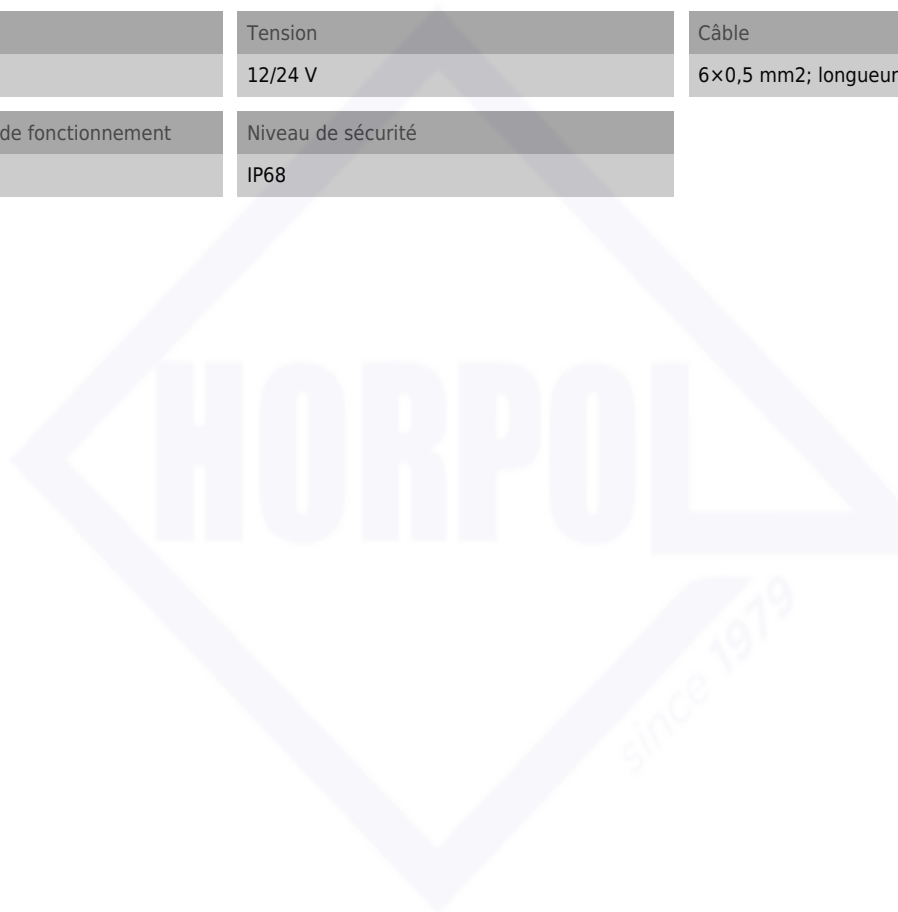 Tension
Câble
12/24 V
6×0,5 mm2; longueur
de fonctionnement
Niveau de sécurité
IP68
HORPOL
since 1979